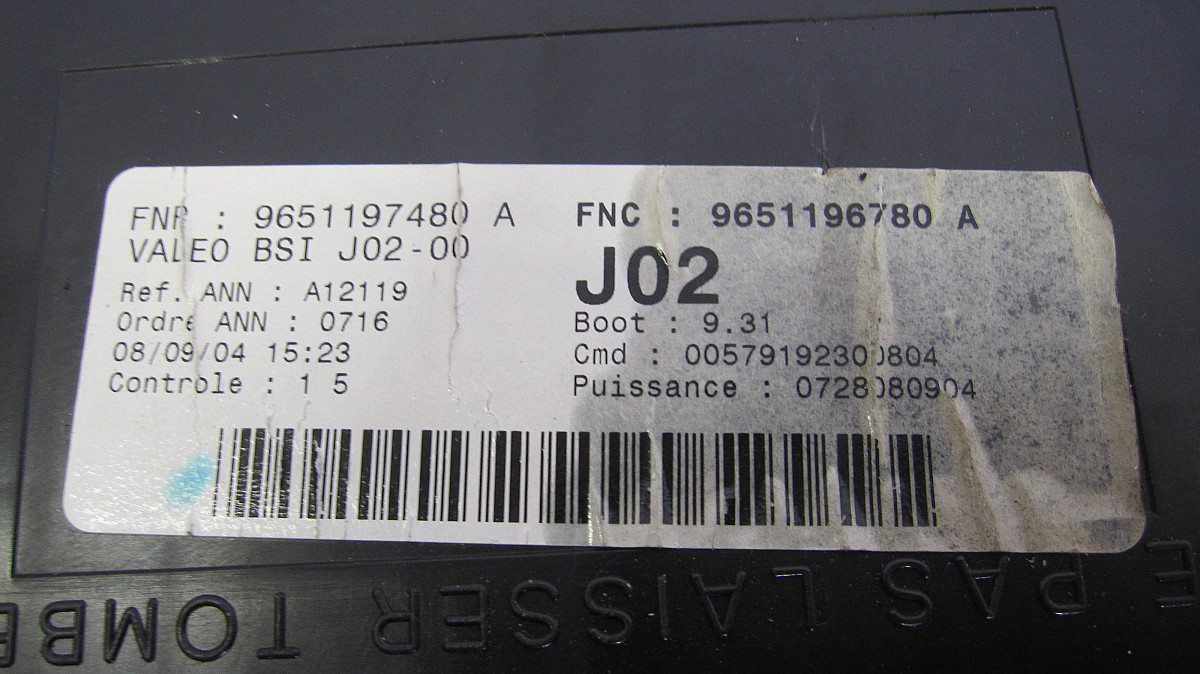 FNR : 9651197480 A
VALEO BSI J02-00
Ref. ANN : A12119
Ordre ANN : 0716
08/09/04 15:23
Controle : 1 5
FNC : 9651196780 A
J02
Boot : 9.31
Cmd : 00579192300804
Puissance : 0728080904
E PAS LAISSER TOMBE